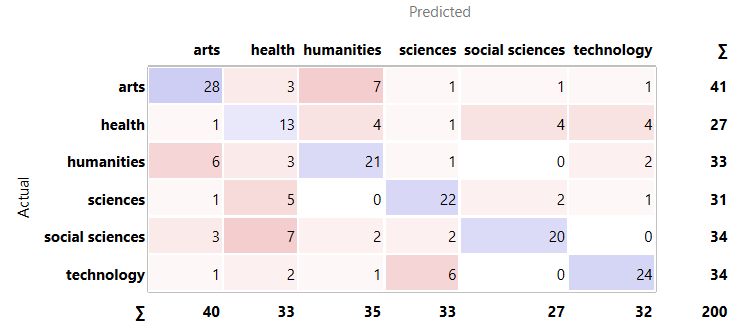 Predicted
arts health humanities sciences social sciences technology ∑
arts 28 3 7 1 1 1 41
health 1 13 4 1 4 4 27
humanities 6 3 21 1 0 2 33
sciences 1 5 0 22 2 1 31
social sciences 3 7 2 2 20 0 34
technology 1 2 1 6 0 24 34
∑ 40 33 35 33 27 32 200
Actual